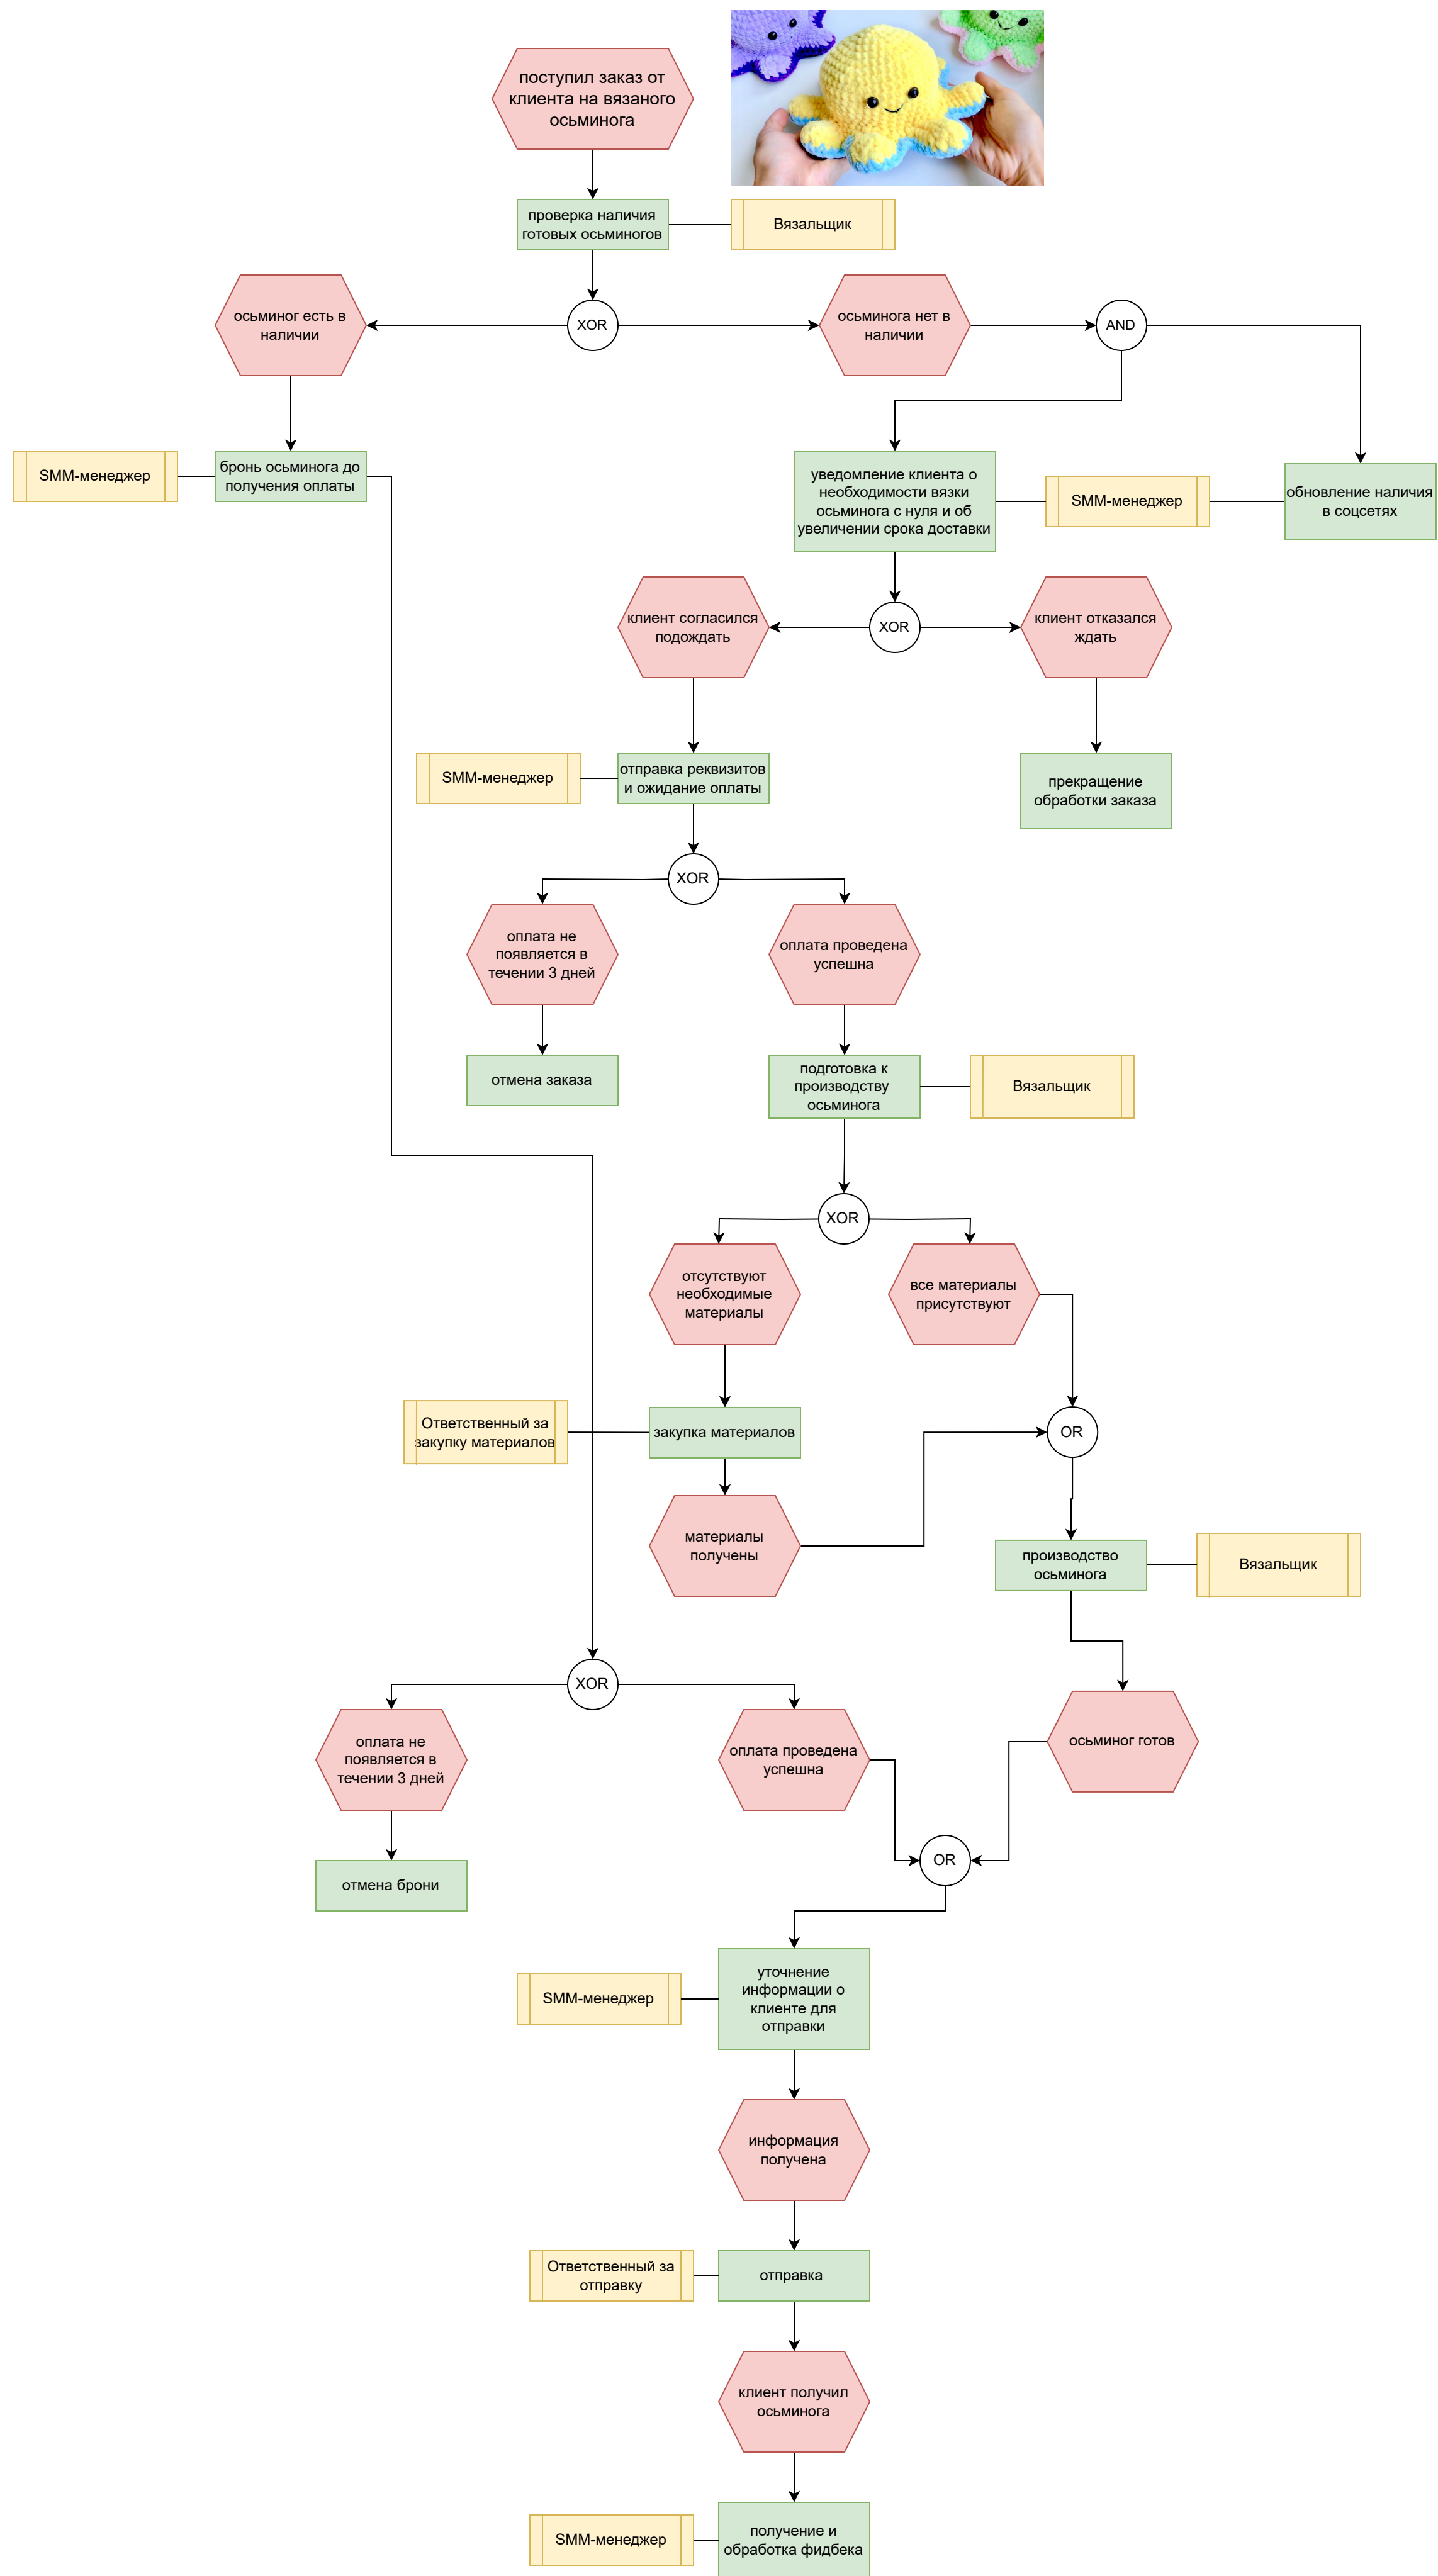 поступил заказ от
клиента на вязаного
осьминога
проверка наличия
готовых осьминогов
Вязальщик
осьминог есть в
наличии
XOR
осьминога нет в
наличии
AND
SMM-менеджер
бронь осьминога до
получения оплаты
уведомление клиента о
необходимости вязки
осьминога с нуля и об
увеличении срока доставки
SMM-менеджер
обновление наличия
в соцсетях
клиент согласился
подождать
XOR
клиент отказался
ждать
SMM-менеджер
отправка реквизитов
и ожидание оплаты
прекращение
обработки заказа
XOR
оплата не
появляется в
течении 3 дней
оплата проведена
успешна
отмена заказа
подготовка к
производству
осьминога
Вязальщик
XOR
отсутствуют
необходимые
материалы
все материалы
присутствуют
Ответственный за
закупку материалов
закупка материалов
OR
материалы
получены
производство
осьминога
Вязальщик
XOR
оплата не
появляется в
течении 3 дней
оплата проведена
успешна
осьминог готов
OR
отмена брони
SMM-менеджер
уточнение
информации о
клиенте для
отправки
информация
получена
Ответственный за
отправку
отправка
клиент получил
осьминога
SMM-менеджер
получение и
обработка фидбека